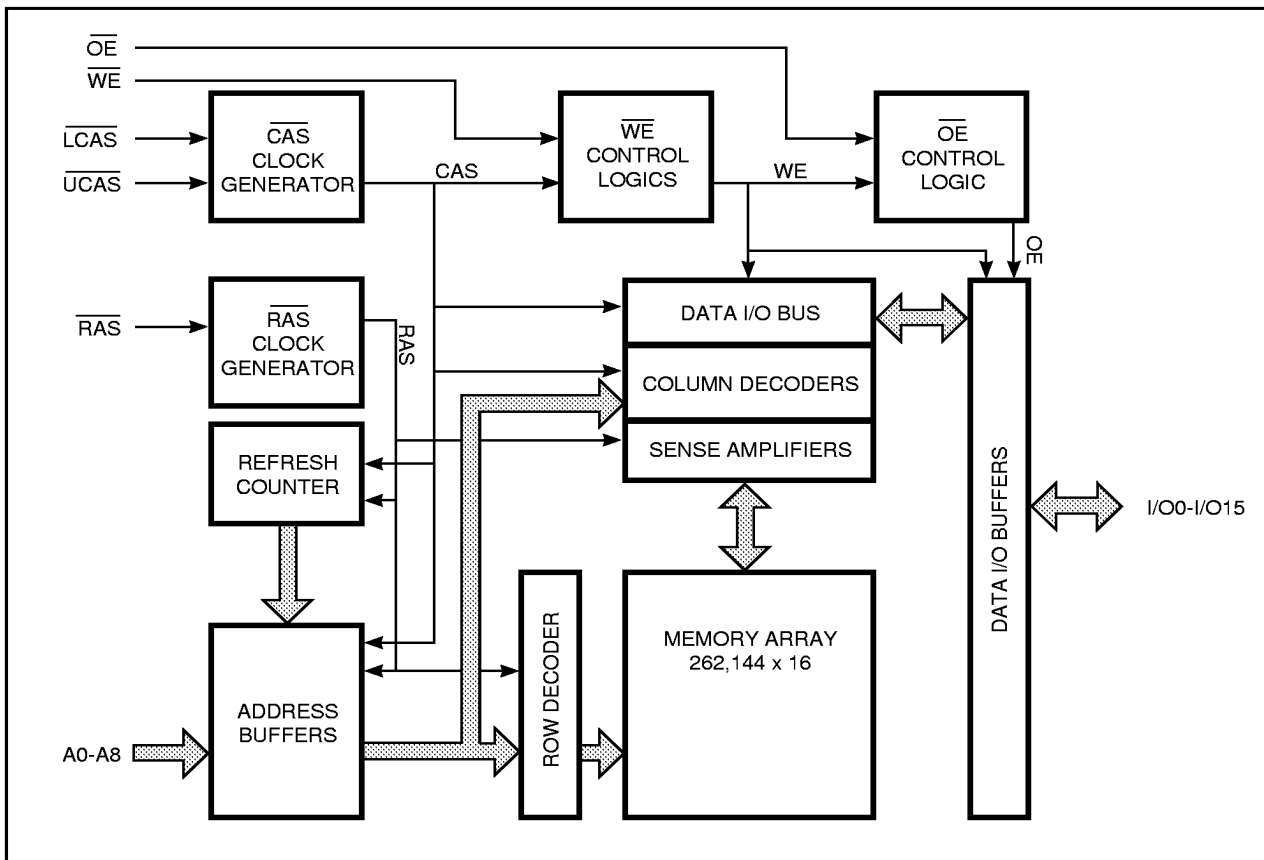 OE
WE
LCAS
UCAS
CAS
CLOCK
GENERATOR
CAS
WE
CONTROL
LOGICS
WE
OE
CONTROL
LOGIC
OE
RAS
RAS
CLOCK
GENERATOR
RAS
DATA I/O BUS
COLUMN DECODERS
SENSE AMPLIFIERS
REFRESH
COUNTER
DATA I/O BUFFERS
I/O0-I/O15
A0-A8
ADDRESS
BUFFERS
ROW DECODER
MEMORY ARRAY
262,144 x 16